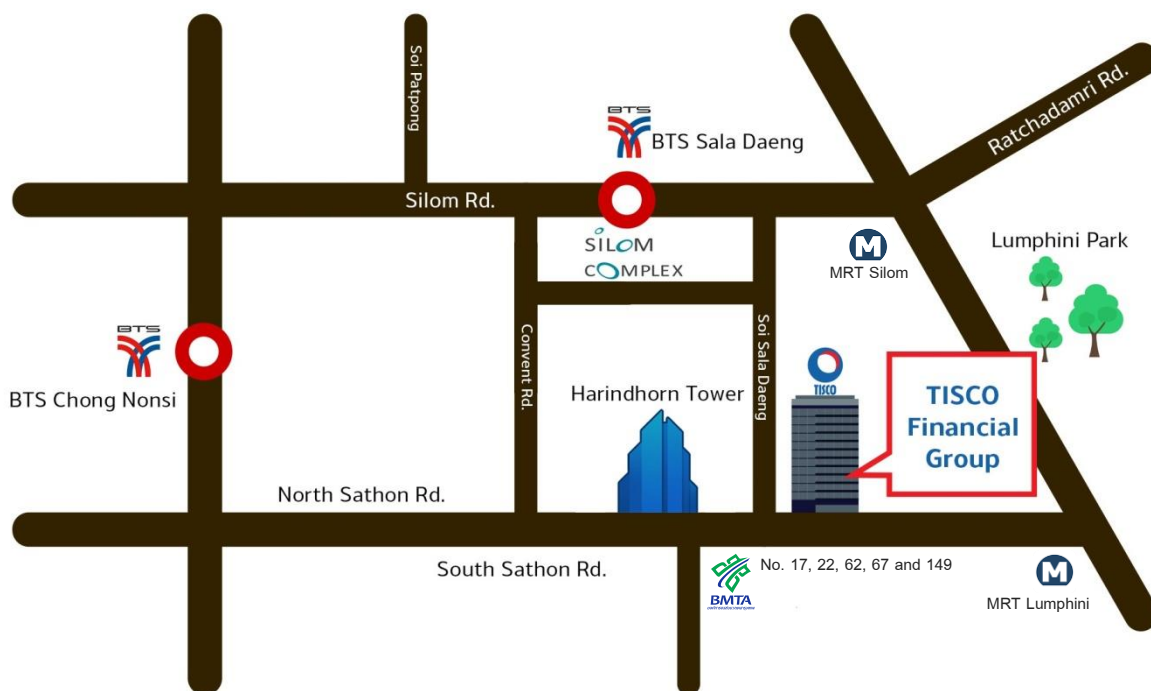 Soi Patpong
BTS
BTS Sala Daeng
Ratchadamri Rd.
Silom Rd.
SILOM
COMPLEX
M
MRT Silom
Lumphini Park
BTS
BTS Chong Nonsi
Convent Rd.
Soi Sala Daeng
Harindhorn Tower
TISCO
TISCO
Financial
Group
North Sathon Rd.
South Sathon Rd.
BMTA
No. 17, 22, 62, 67 and 149
M
MRT Lumphini